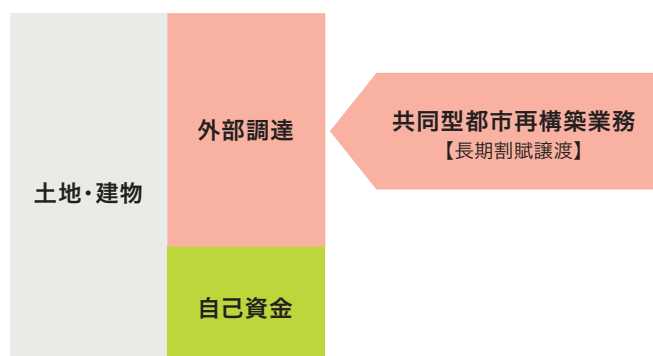 土地・建物
外部調達
自己資金
共同型都市再構築業務
【長期割賦譲渡】